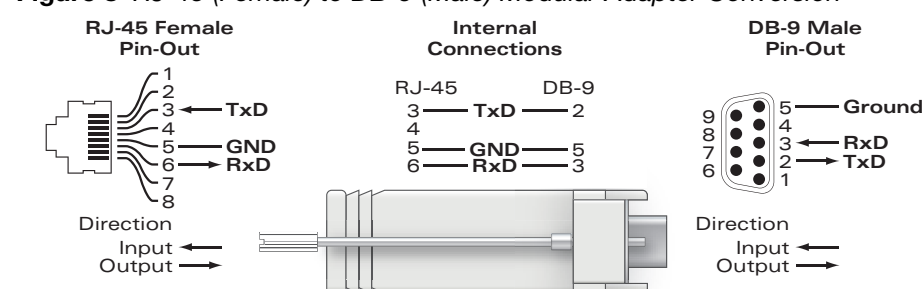 RJ-45 Female
Pin-Out
1
2
3 TxD
4
5 GND
6 RxD
7
8
Direction
Input
Output
Internal
Connections
RJ-45 DB-9
3 TxD 2
4
5 GND 5
6 RxD 3
DB-9 Male
Pin-Out
5 Ground
9
4
8
3 RxD
7
2 TxD
6
1
Direction
Input
Output